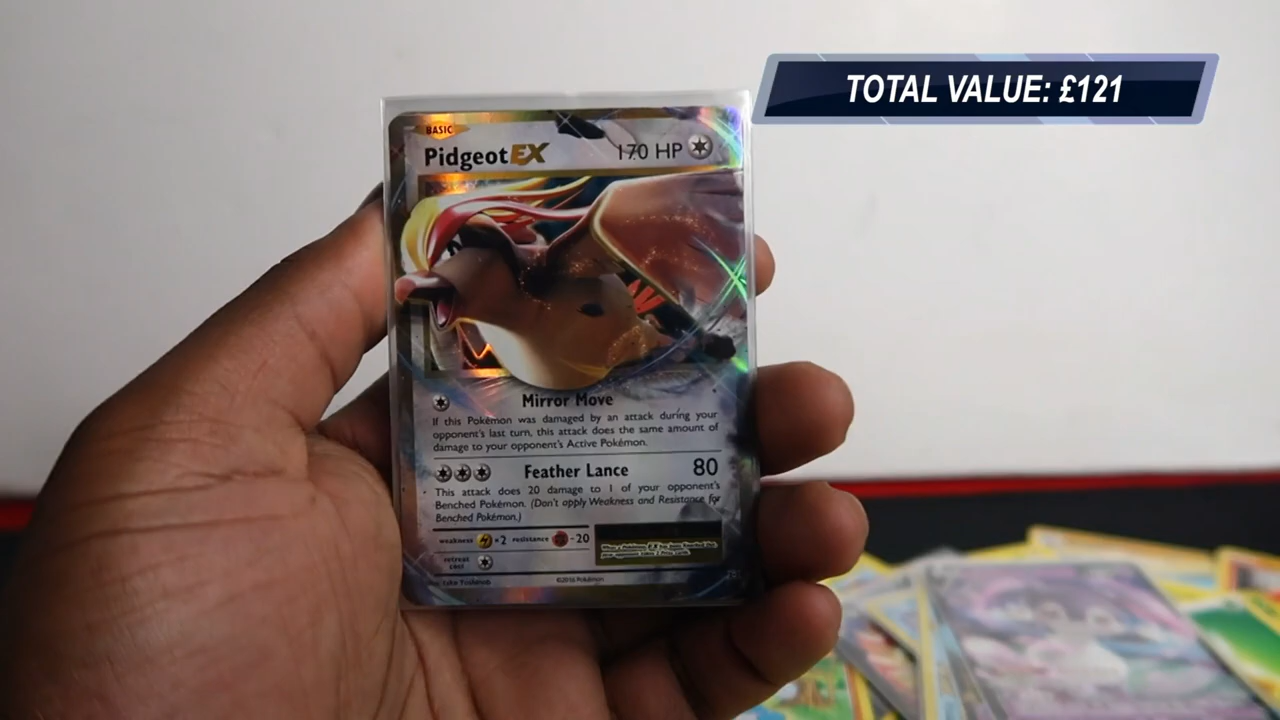 TOTAL VALUE: £121
BASIC
PidgeotEX 170 HP
Mirror Move
If this Pokémon was damaged by an attack during your
opponent's last turn, this attack does the same amount of
damage to your opponent's Active Pokémon.
Feather Lance 80
This attack does 20 damage to 1 of your opponent's
Benched Pokémon. (Don't apply Weakness and Resistance for
Benched Pokémon.)
weakness ×2 resistance -20
retreat
cost
©2016 Pokémon